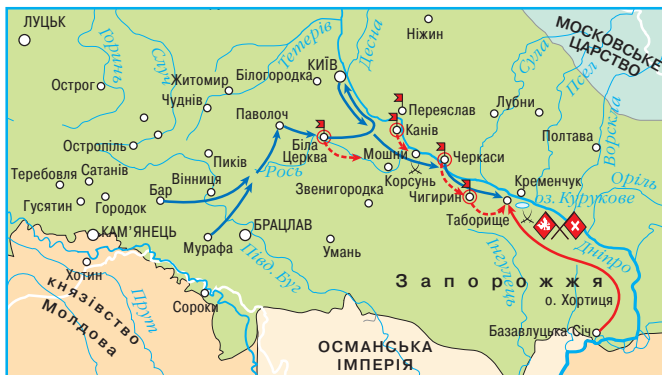 ЛУЦЬК
Горинь
Случ
Тетерів
Десна
Ніжин
МОСКОВСЬКЕ
ЦАРСТВО
Острог
Житомир
Білогородка
КИЇВ
Сула
Псел
Ворскла
Чуднів
Паволоч
Переяслав
Лубни
Остропіль
Біла
Церква
Канів
Полтава
Пиків
Мошни
Черкаси
Теребовля
Сатанів
Вінниця
Рось
Корсунь
Оріль
Гусятин
Городок
Бар
Звенигородка
Чигирин
Кременчук
оз. Курукове
КАМ’ЯНЕЦЬ
Мурафа
БРАЦЛАВ
Умань
Таборище
Дніпро
Хотин
Півд. Буг
Інгулець
Запорожжя
КНЯЗІВСТВО
Молдова
Прут
Сороки
о. Хортиця
Базавлуцька Січ
ОСМАНСЬКА
ІМПЕРІЯ